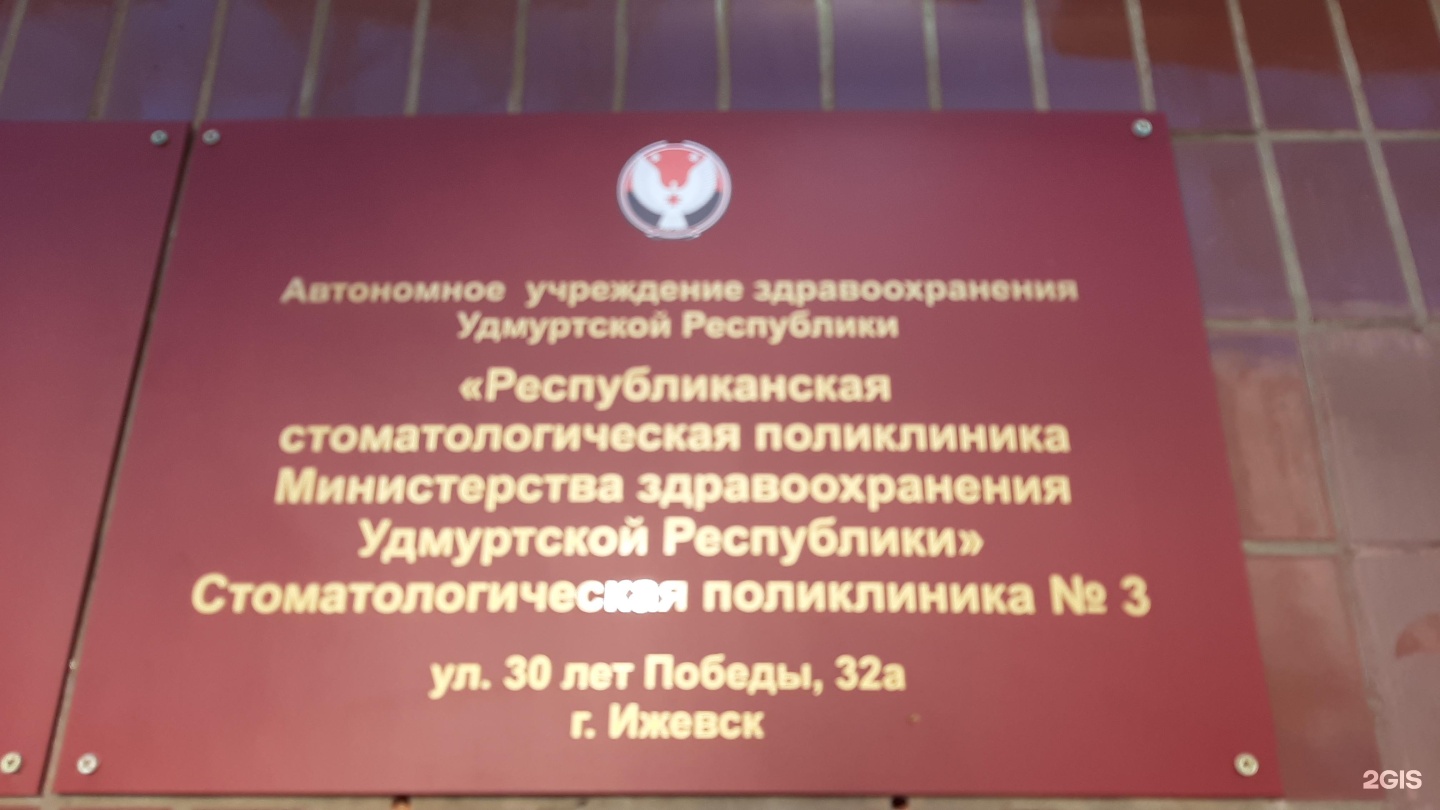 Автономное учреждение здравоохранения
Удмуртской Республики
«Республиканская
стоматологическая поликлиника
Министерства здравоохранения
Удмуртской Республики»
Стоматологическая поликлиника № 3
ул. 30 лет Победы, 32а
г. Ижевск
2GIS